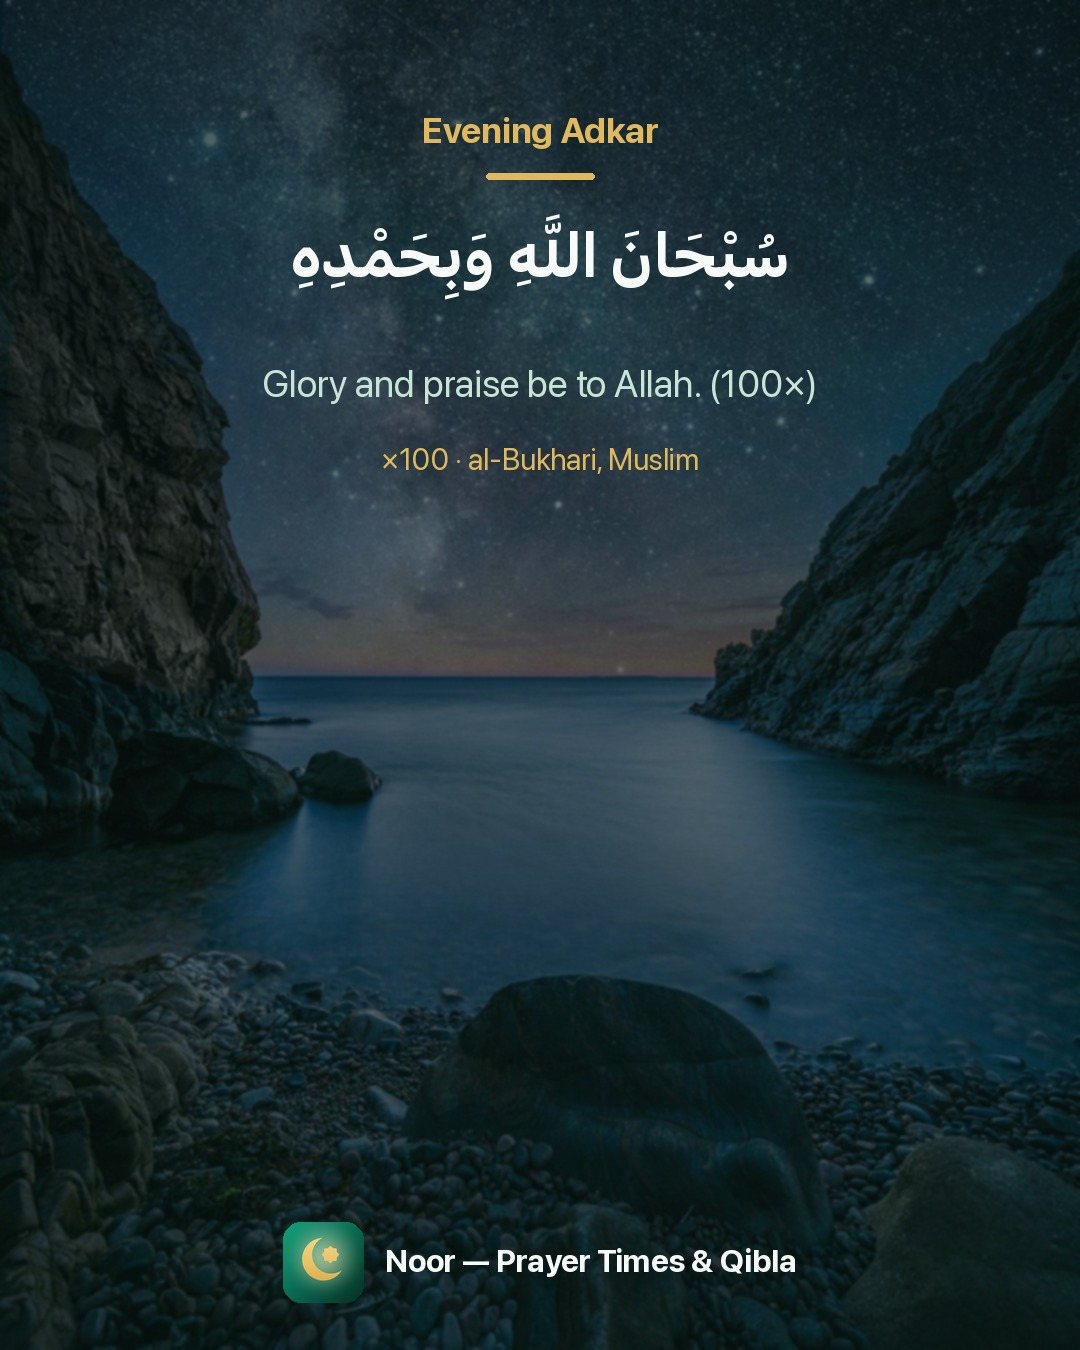 Evening Adkar
سُبْحَانَ اللَّهِ وَبِحَمْدِهِ
Glory and praise be to Allah. (100×)
×100 · al-Bukhari, Muslim
Noor — Prayer Times & Qibla